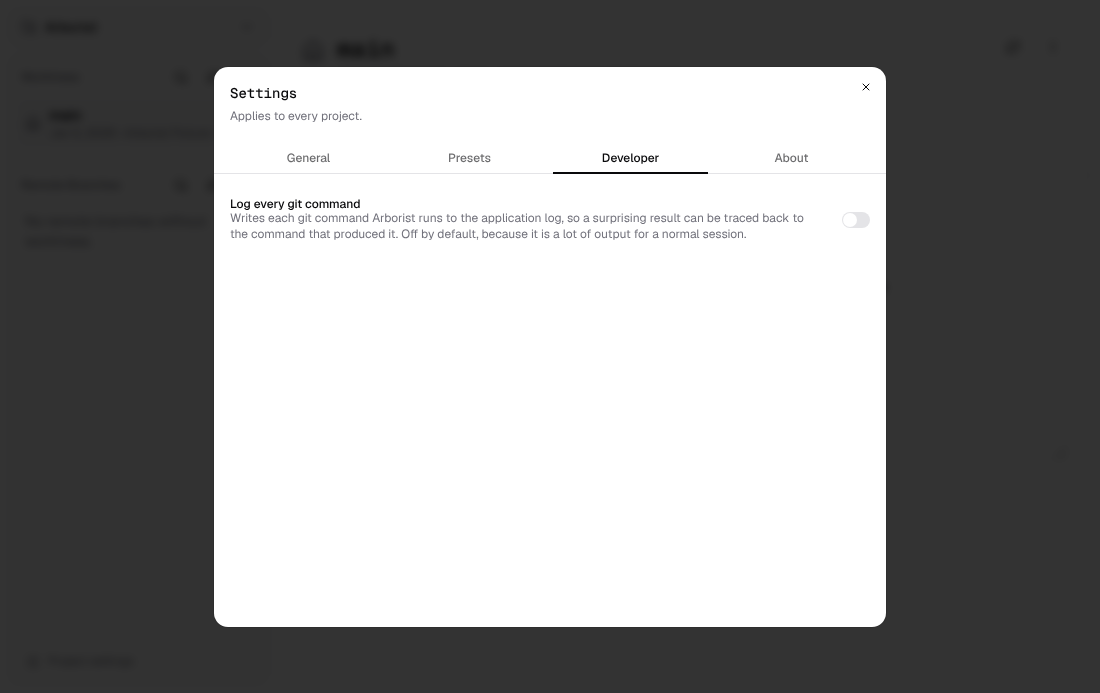 main
Settings
Applies to every project.
General
Presets
Developer
About
Log every git command
Writes each git command Arborist runs to the application log, so a surprising result can be traced back to
the command that produced it. Off by default, because it is a lot of output for a normal session.